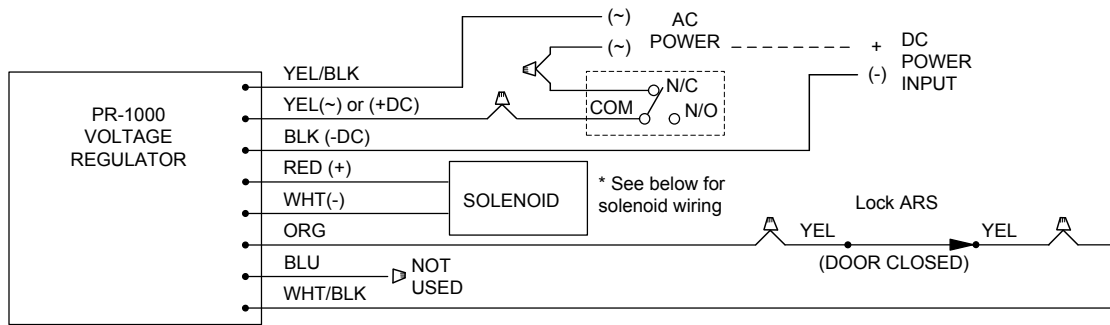 PR-1000
VOLTAGE
REGULATOR
YEL/BLK
YEL(~) or (+DC)
BLK (-DC)
RED (+)
WHT(-)
ORG
BLU
WHT/BLK
(~)
(~)
AC
POWER
+
(-)
DC
POWER
INPUT
N/C
COM
N/O
SOLENOID
* See below for
solenoid wiring
NOT
USED
Lock ARS
YEL
YEL
(DOOR CLOSED)